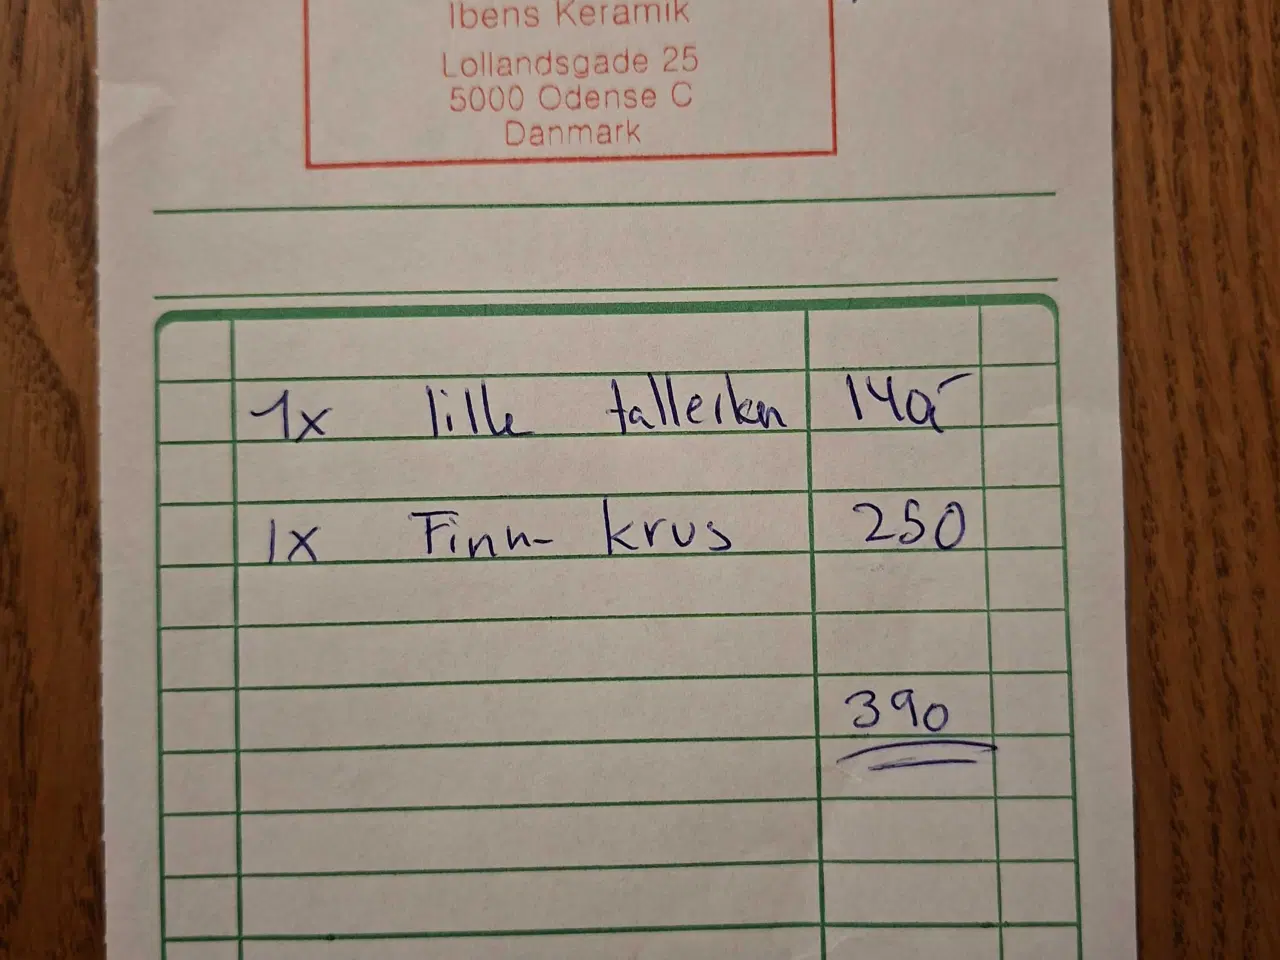 Ibens Keramik
Lollandsgade 25
5000 Odense C
Danmark
1x lille tallerken 140,-
1x Finn- krus 250
390